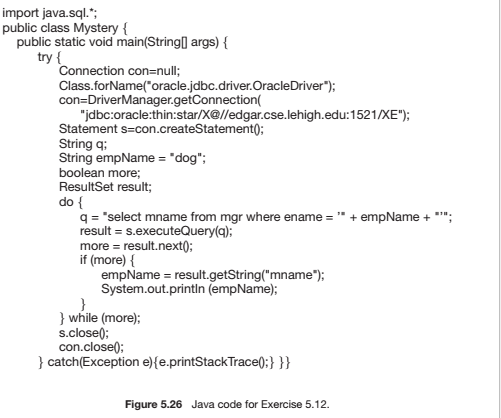 import java.sql.*;
public class Mystery {
public static void main(String[] args) {
try {
Connection con=null;
Class.forName("oracle.jdbc.driver.OracleDriver");
con=DriverManager.getConnection(
"jdbc:oracle:thin:star/X@//edgar.cse.lehigh.edu:1521/XE");
Statement s=con.createStatement();
String q;
String empName = "dog";
boolean more;
ResultSet result;
do {
q = "select mname from mgr where ename = '" + empName + "'";
result = s.executeQuery(q);
more = result.next();
if (more) {
empName = result.getString("mname");
System.out.println (empName);
}
} while (more);
s.close();
con.close();
} catch(Exception e){e.printStackTrace();} }}
Figure 5.26 Java code for Exercise 5.12.